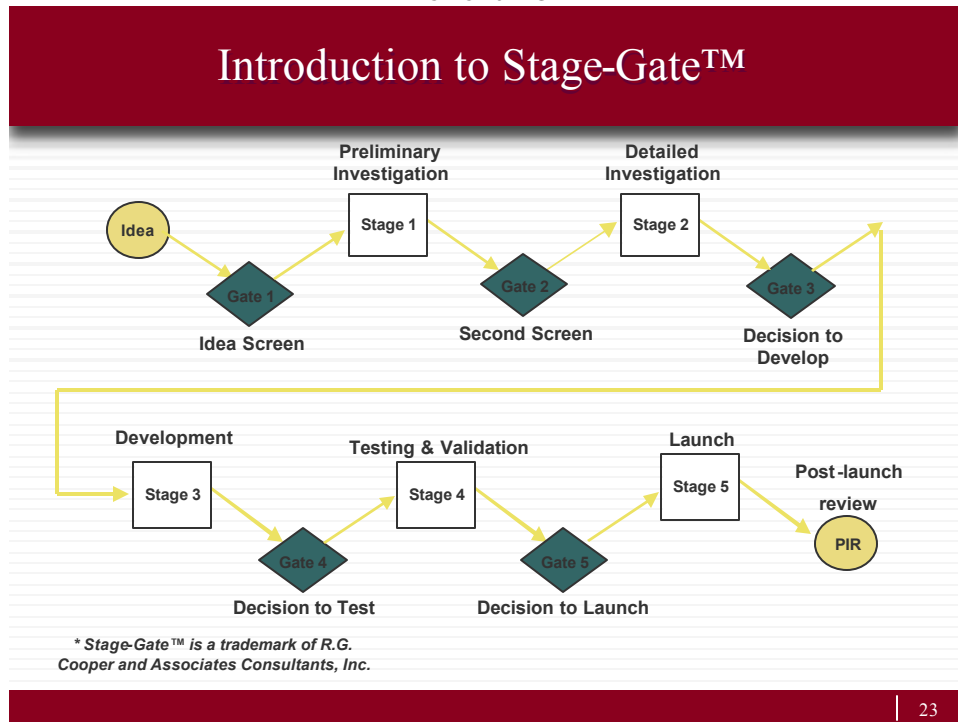 Introduction to Stage-Gate™
Preliminary
Investigation
Detailed
Investigation
Idea
Stage 1
Stage 2
Gate 1
Gate 2
Gate 3
Idea Screen
Second Screen
Decision to
Develop
Development
Testing & Validation
Launch
Post-launch
review
Stage 3
Stage 4
Stage 5
PIR
Gate 4
Gate 5
Decision to Test
Decision to Launch
* Stage-Gate™ is a trademark of R.G.
Cooper and Associates Consultants, Inc.
23